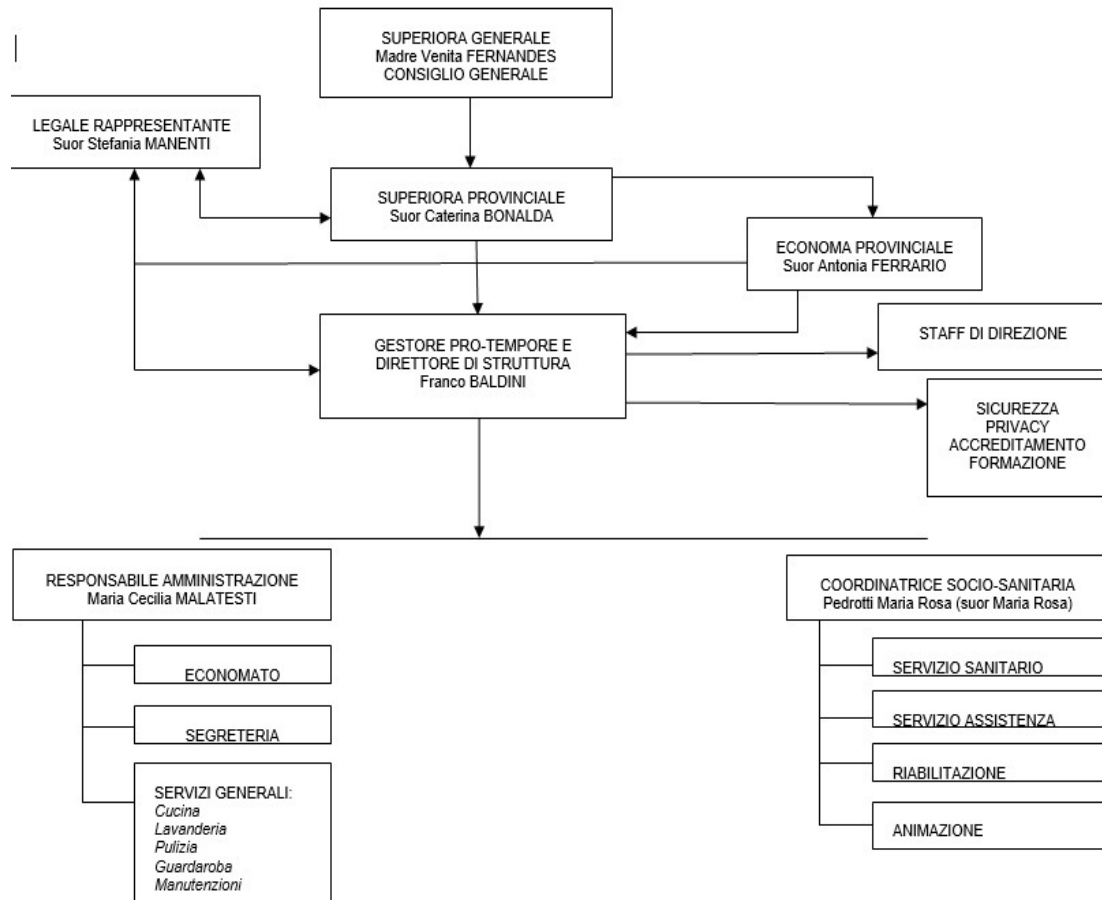 SUPERIORA GENERALE
Madre Venita FERNANDES
CONSIGLIO GENERALE
LEGALE RAPPRESENTANTE
Suor Stefania MANENTI
SUPERIORA PROVINCIALE
Suor Caterina BONALDA
ECONOMA PROVINCIALE
Suor Antonia FERRARIO
GESTORE PRO-TEMPORE E
DIRETTORE DI STRUTTURA
Franco BALDINI
STAFF DI DIREZIONE
SICUREZZA
PRIVACY
ACCREDITAMENTO
FORMAZIONE
RESPONSABILE AMMINISTRAZIONE
Maria Cecilia MALATESTI
ECONOMATO
SEGRETERIA
SERVIZI GENERALI:
Cucina
Lavanderia
Pulizia
Guardaroba
Manutenzioni
COORDINATRICE SOCIO-SANITARIA
Pedrotti Maria Rosa (suor Maria Rosa)
SERVIZIO SANITARIO
SERVIZIO ASSISTENZA
RIABILITAZIONE
ANIMAZIONE